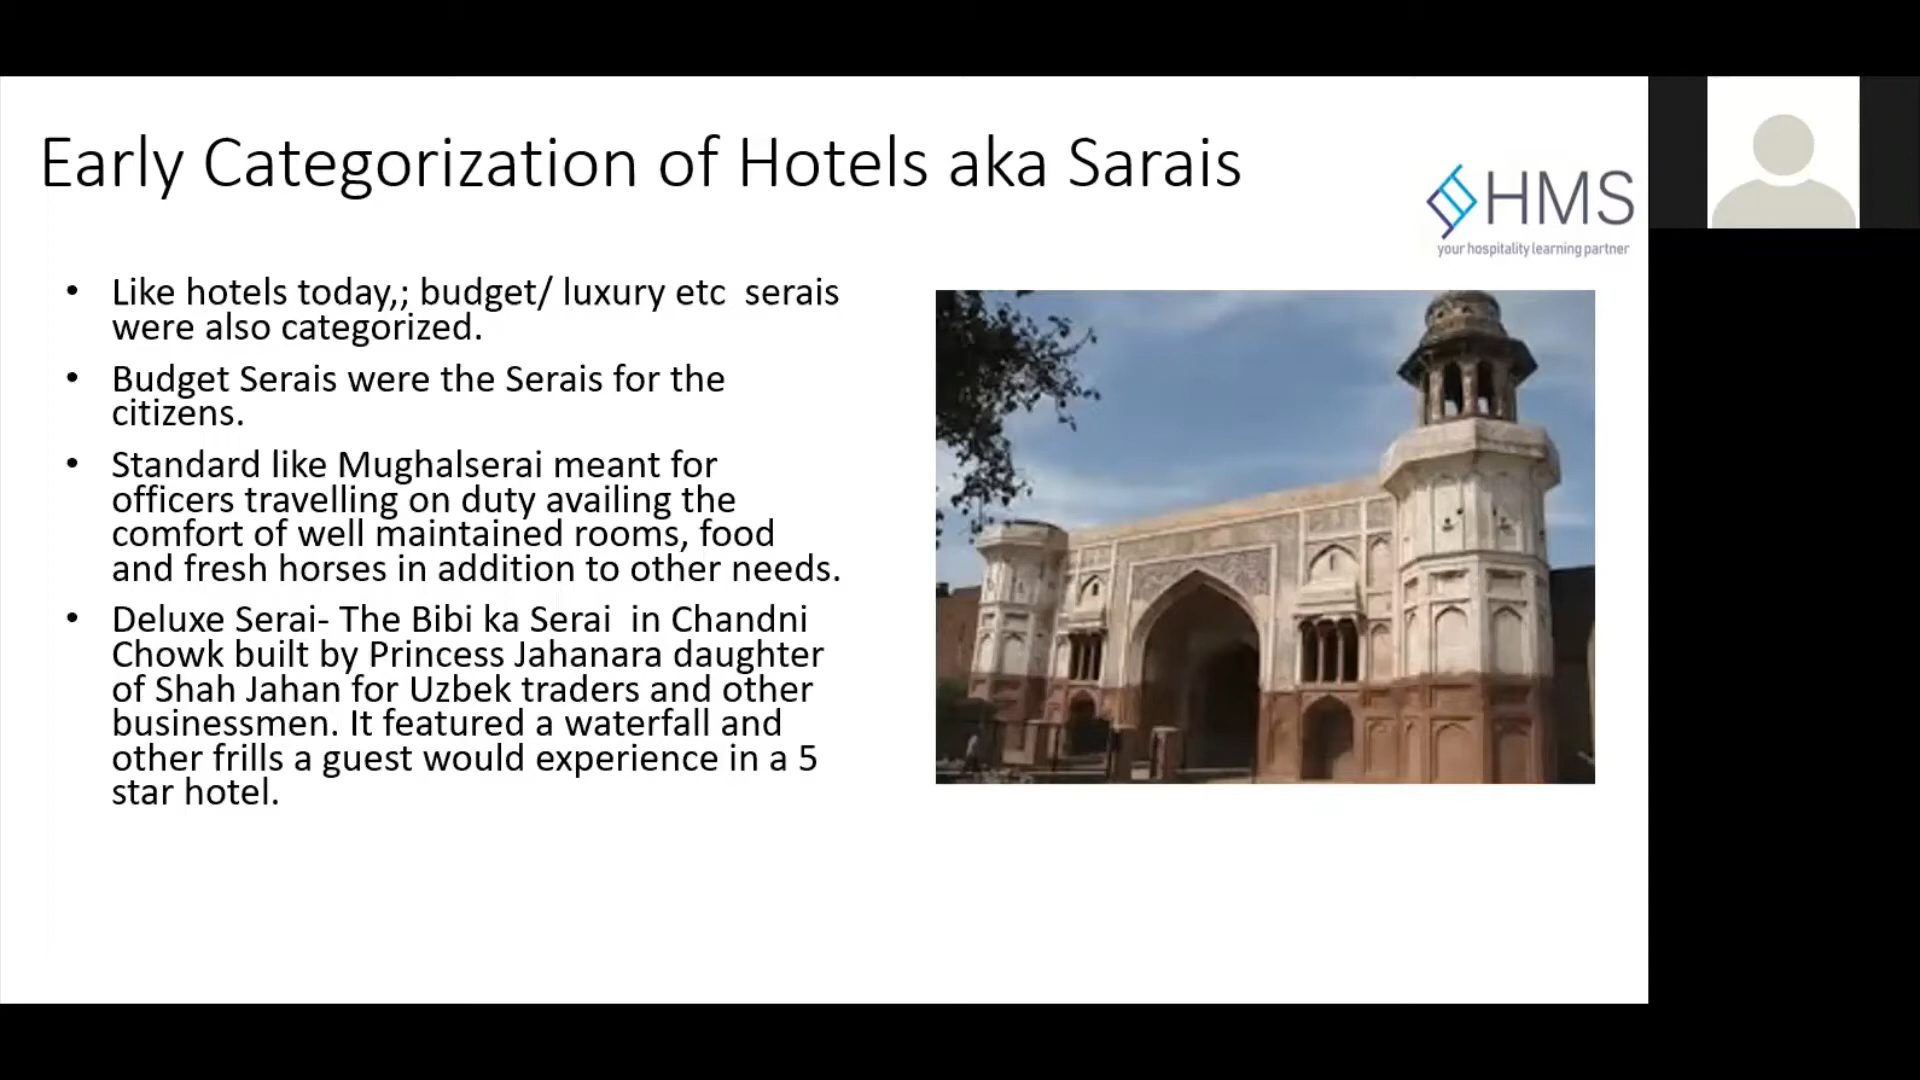 Early Categorization of Hotels aka Sarais
HMS
your hospitality learning partner
• Like hotels today,; budget/ luxury etc  serais
were also categorized.
• Budget Serais were the Serais for the
citizens.
• Standard like Mughalserai meant for
officers travelling on duty availing the
comfort of well maintained rooms, food
and fresh horses in addition to other needs.
• Deluxe Serai- The Bibi ka Serai  in Chandni
Chowk built by Princess Jahanara daughter
of Shah Jahan for Uzbek traders and other
businessmen. It featured a waterfall and
other frills a guest would experience in a 5
star hotel.